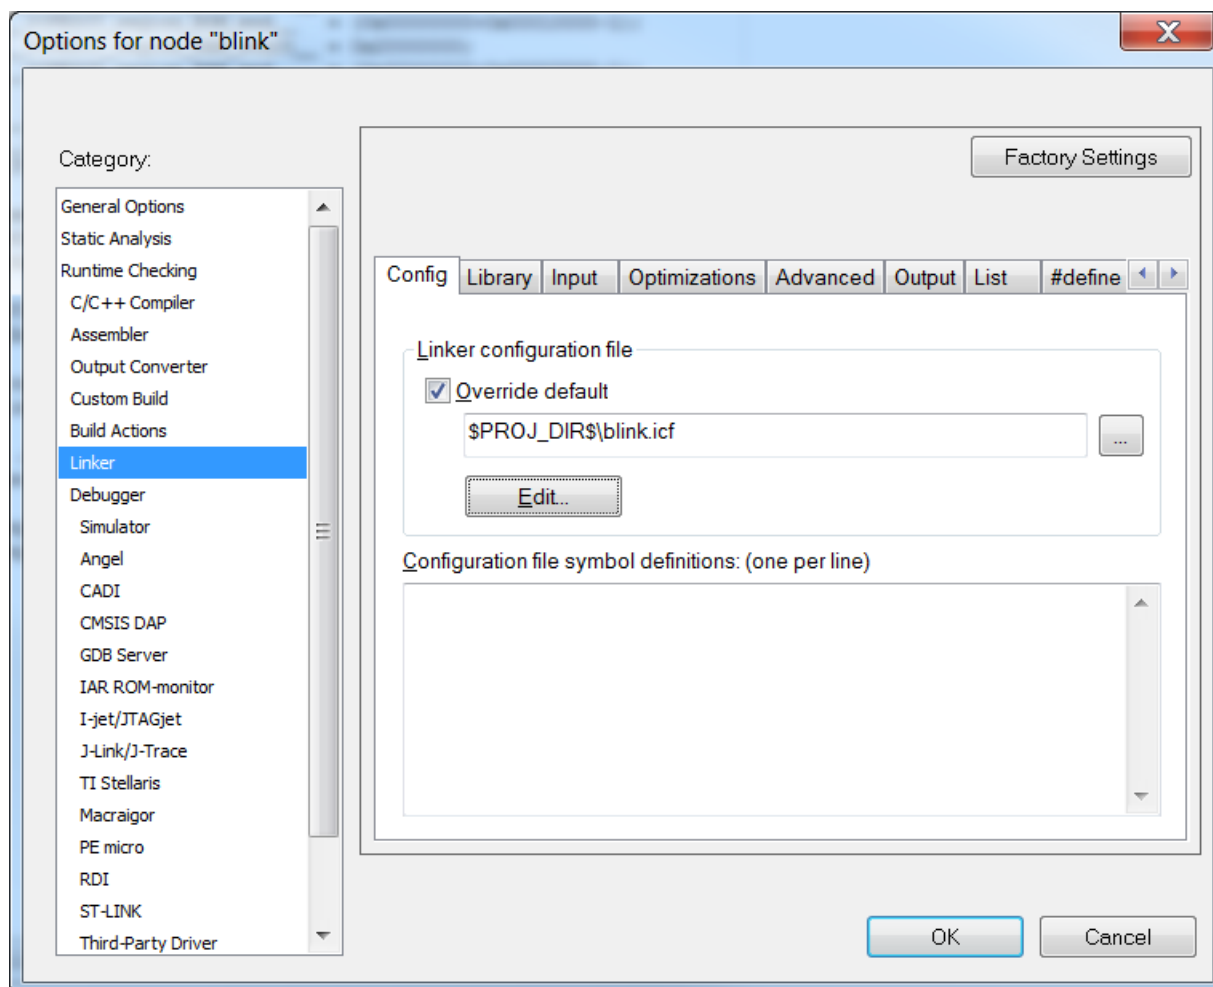 Options for node "blink"
Category:
Factory Settings
General Options
Static Analysis
Runtime Checking
C/C++ Compiler
Assembler
Output Converter
Custom Build
Build Actions
Linker
Debugger
Simulator
Angel
CADI
CMSIS DAP
GDB Server
IAR ROM-monitor
I-jet/JTAGjet
J-Link/J-Trace
TI Stellaris
Macraigor
PE micro
RDI
ST-LINK
Third-Party Driver
Config Library Input Optimizations Advanced Output List #define
Linker configuration file
Override default
$PROJ_DIR$\blink.icf
...
Edit...
Configuration file symbol definitions: (one per line)
OK Cancel